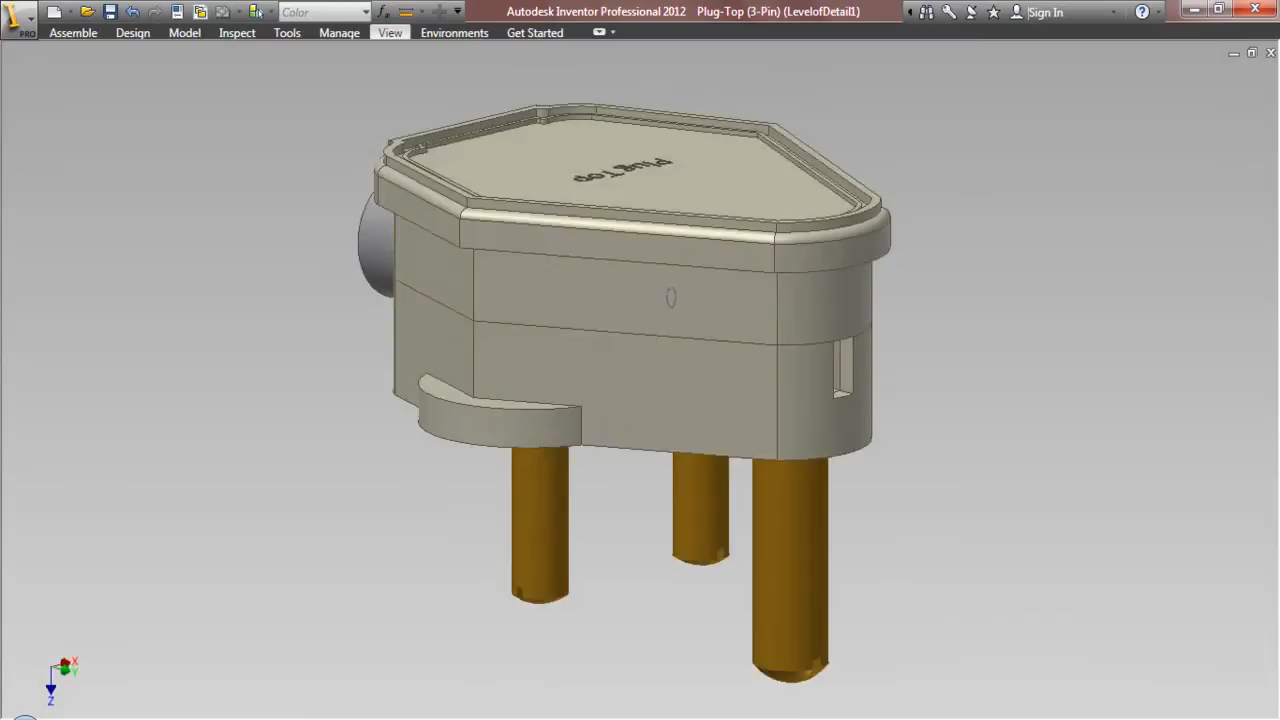 PRO
Color
Autodesk Inventor Professional 2012 Plug-Top (3-Pin) (LevelofDetail1)
Sign In
Assemble Design Model Inspect Tools Manage View Environments Get Started
Plug Top
X
Y
Z